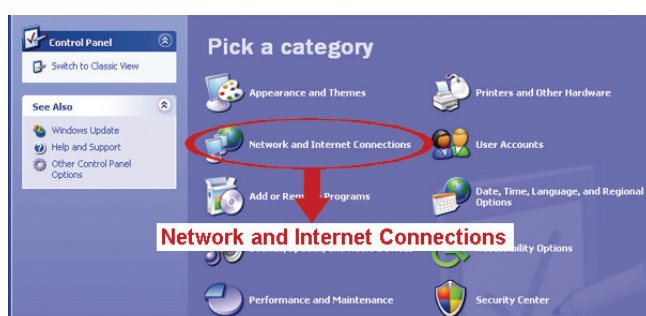 Control Panel
Switch to Classic View
See Also
Windows Update
Help and Support
Other Control Panel
Options
Pick a category
Appearance and Themes
Printers and Other Hardware
Network and Internet Connections
User Accounts
Add or Programs
Date, Time, Language, and Regional
Options
Network and Internet Connections
Options
Performance and Maintenance
Security Center